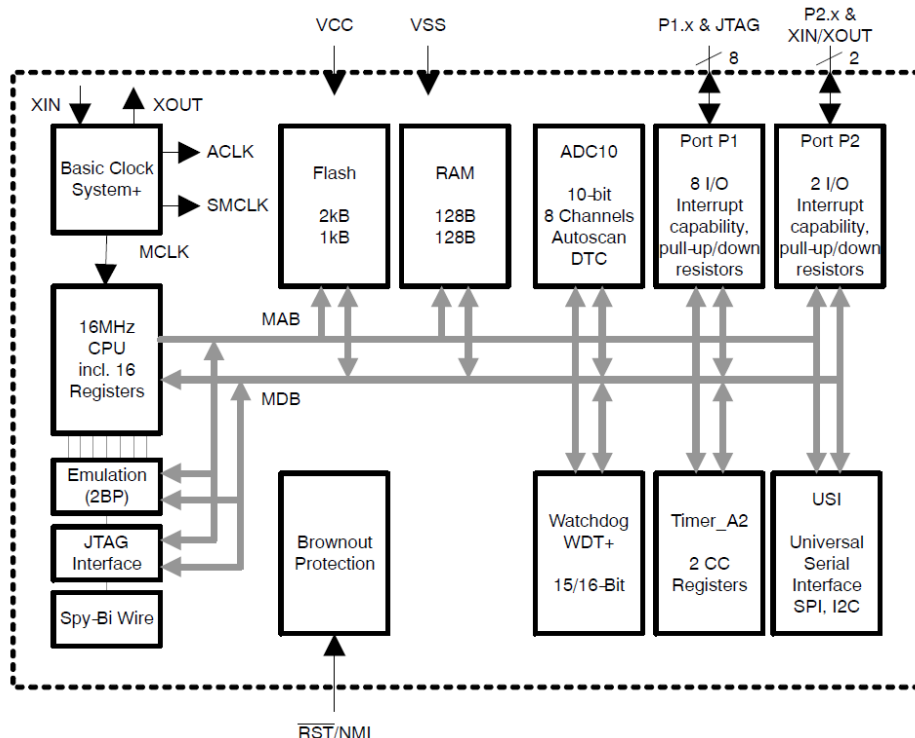 VCC
VSS
P1.x & JTAG
P2.x &
XIN/XOUT
8
2
XIN
XOUT
Basic Clock
System+
ACLK
SMCLK
MCLK
Flash
2kB
1kB
RAM
128B
128B
ADC10
10-bit
8 Channels
Autoscan
DTC
Port P1
8 I/O
Interrupt
capability,
pull-up/down
resistors
Port P2
2 I/O
Interrupt
capability,
pull-up/down
resistors
16MHz
CPU
incl. 16
Registers
MAB
MDB
Emulation
(2BP)
JTAG
Interface
Spy-Bi Wire
Brownout
Protection
Watchdog
WDT+
15/16-Bit
Timer_A2
2 CC
Registers
USI
Universal
Serial
Interface
SPI, I2C
RST/NMI